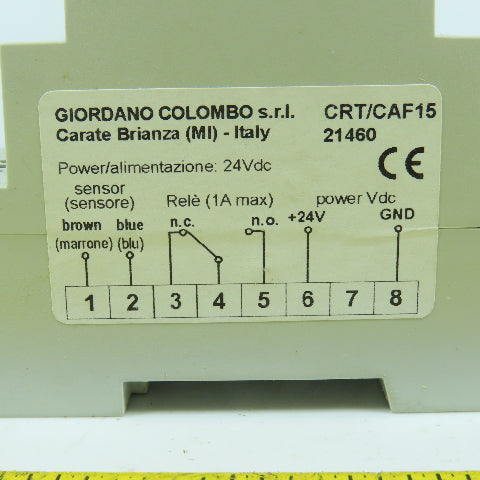 GIORDANO COLOMBO s.r.l. CRT/CAF15
Carate Brianza (MI) - Italy 21460
Power/alimentazione: 24Vdc CE
sensor
(sensore) Relè (1A max) power Vdc
brown blue n.c. n.o. +24V GND
(marrone) (blu)
1 2 3 4 5 6 7 8